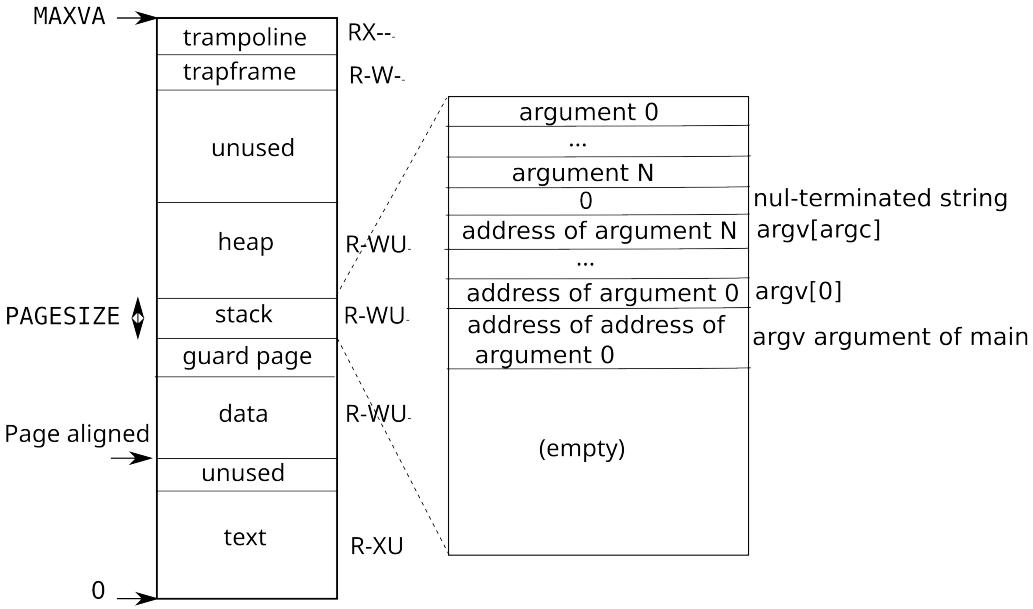 MAXVA
trampoline RX--
trapframe R-W-
unused
heap R-WU
PAGESIZE stack R-WU
guard page
data R-WU
Page aligned
unused
text R-XU
0
argument 0
...
argument N
0 nul-terminated string
address of argument N argv[argc]
...
address of argument 0 argv[0]
address of address of
argument 0 argv argument of main
(empty)